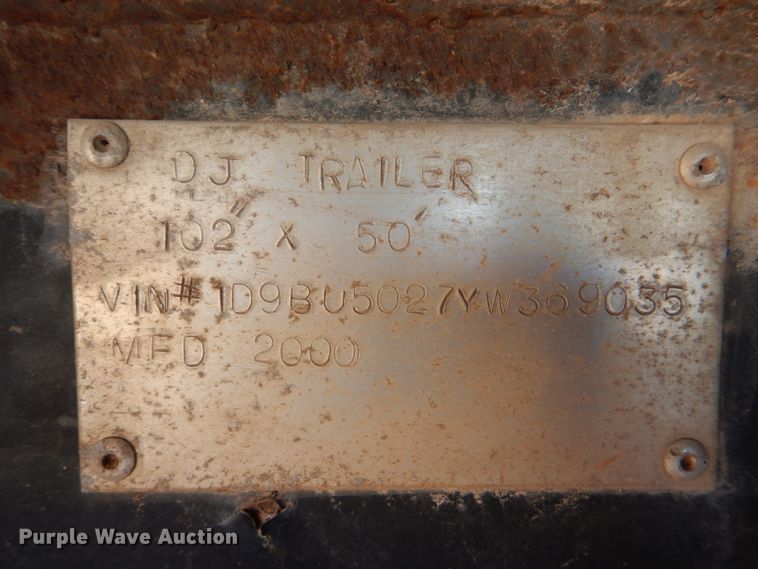 DJ TRAILER
102" X 50'
VIN# 1D9BU5027YW369035
MFD 2000
Purple Wave Auction